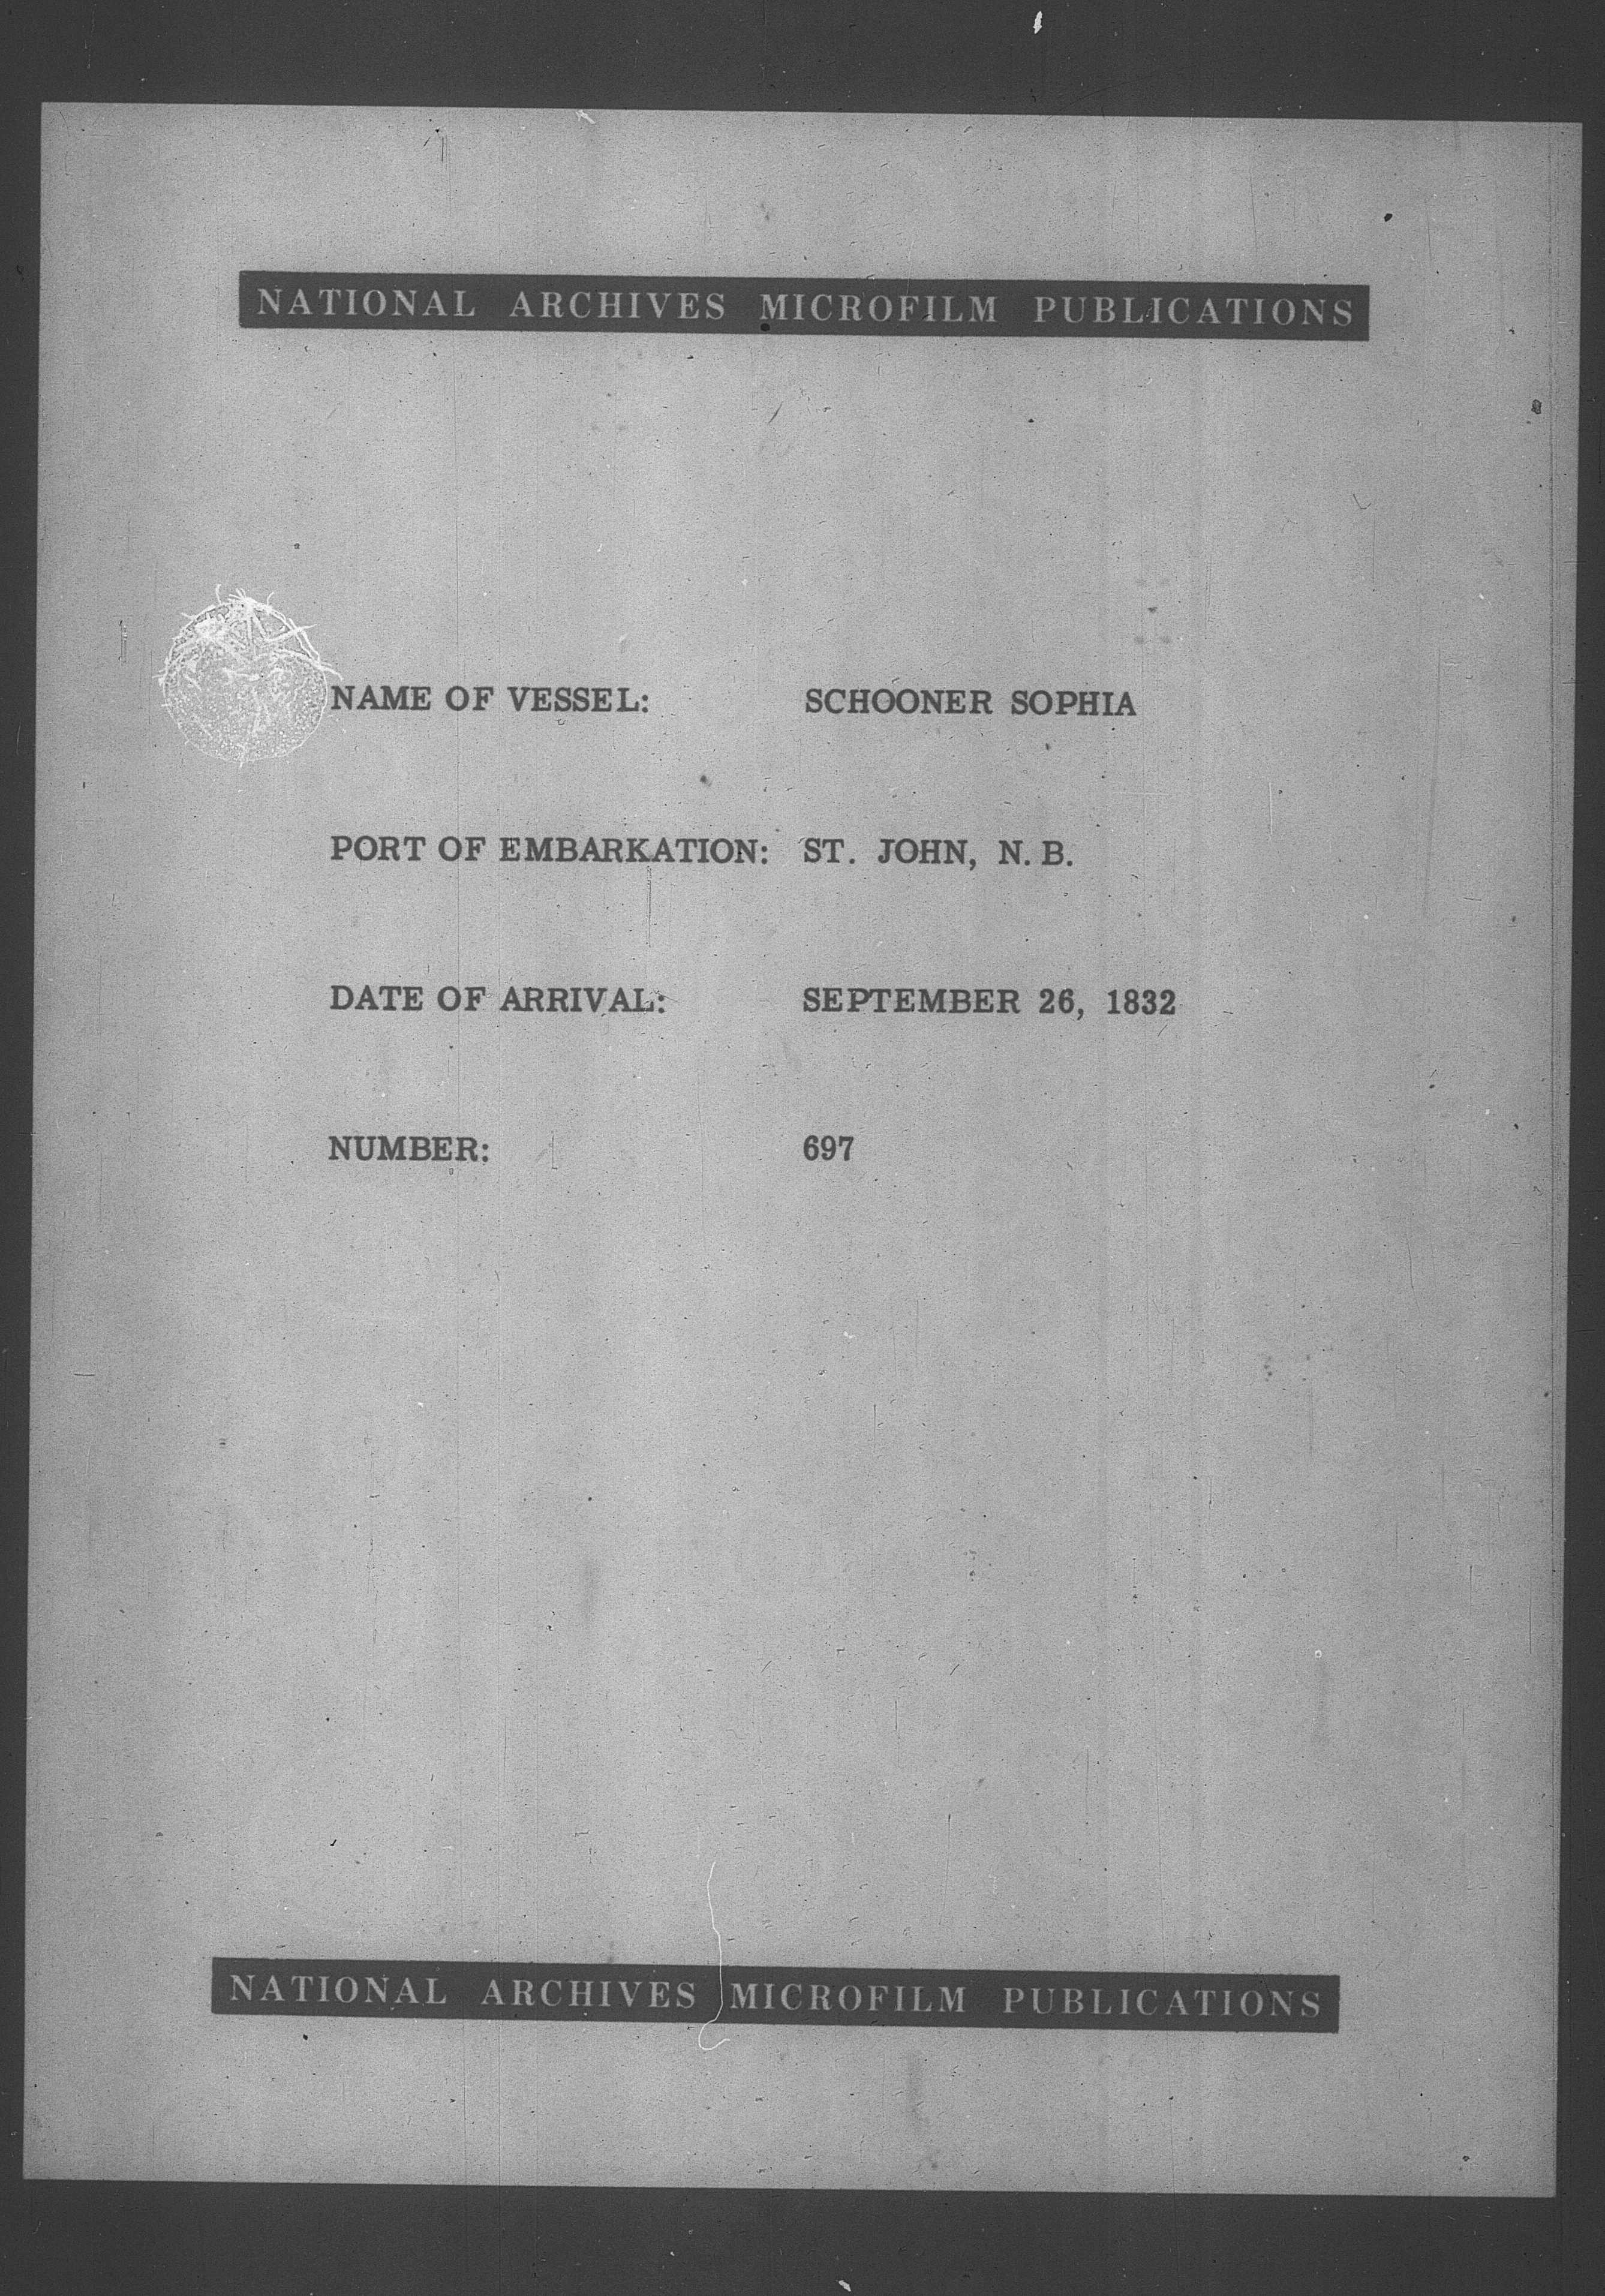 NATIONAL ARCHIVES MICROFILM PUBLICATIONS
NAME OF VESSEL: SCHOONER SOPHIA
PORT OF EMBARKATION: ST. JOHN, N. B.
DATE OF ARRIVAL: SEPTEMBER 26, 1832
NUMBER: 697
NATIONAL ARCHIVES MICROFILM PUBLICATIONS